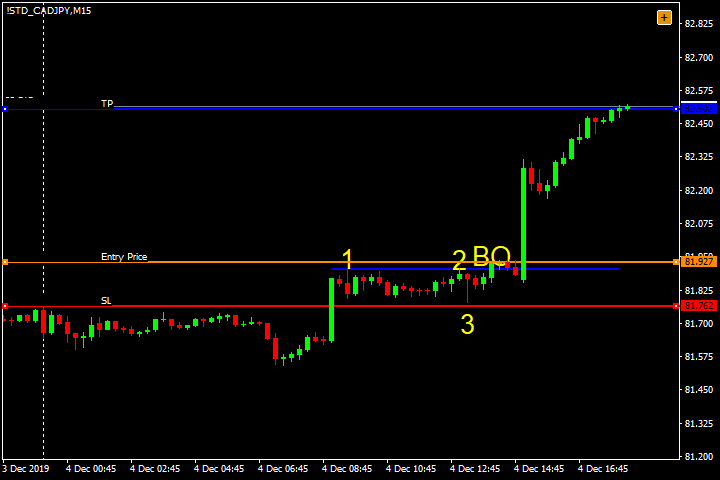 !STD_CADJPY,M15
+
82.825
82.700
82.575
TP
82.450
82.325
82.200
82.075
1
2 BO
Entry Price
81.927
81.825
SL
81.762
3
81.700
81.575
81.450
81.325
81.200
3 Dec 2019
4 Dec 00:45
4 Dec 02:45
4 Dec 04:45
4 Dec 06:45
4 Dec 08:45
4 Dec 10:45
4 Dec 12:45
4 Dec 14:45
4 Dec 16:45